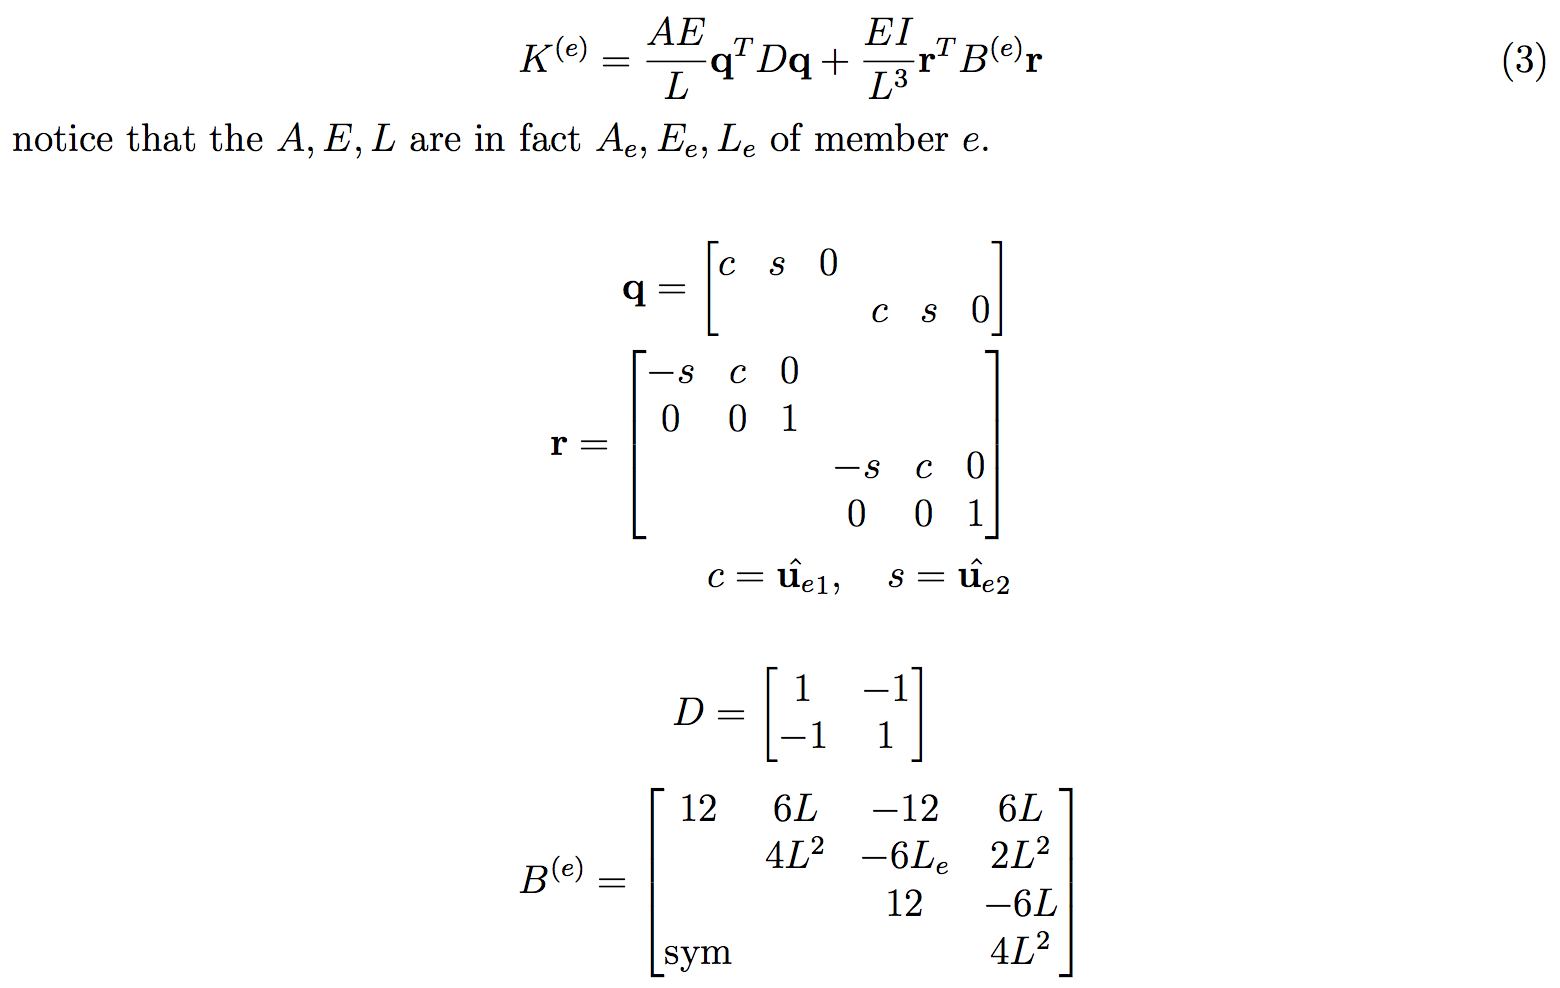 K^{(e)} = \frac{AE}{L} \mathbf{q}^T D \mathbf{q} + \frac{EI}{L^3} \mathbf{r}^T B^{(e)} \mathbf{r} (3)
notice that the A, E, L are in fact A_e, E_e, L_e of member e.
\mathbf{q} = \begin{bmatrix} c & s & 0 & & & \\ & & & c & s & 0 \end{bmatrix}
\mathbf{r} = \begin{bmatrix} -s & c & 0 & & & \\ 0 & 0 & 1 & & & \\ & & & -s & c & 0 \\ & & & 0 & 0 & 1 \end{bmatrix}
c = \hat{\mathbf{u}_{e1}}, \quad s = \hat{\mathbf{u}_{e2}}
D = \begin{bmatrix} 1 & -1 \\ -1 & 1 \end{bmatrix}
B^{(e)} = \begin{bmatrix} 12 & 6L & -12 & 6L \\ & 4L^2 & -6L_e & 2L^2 \\ & & 12 & -6L \\ \text{sym} & & & 4L^2 \end{bmatrix}